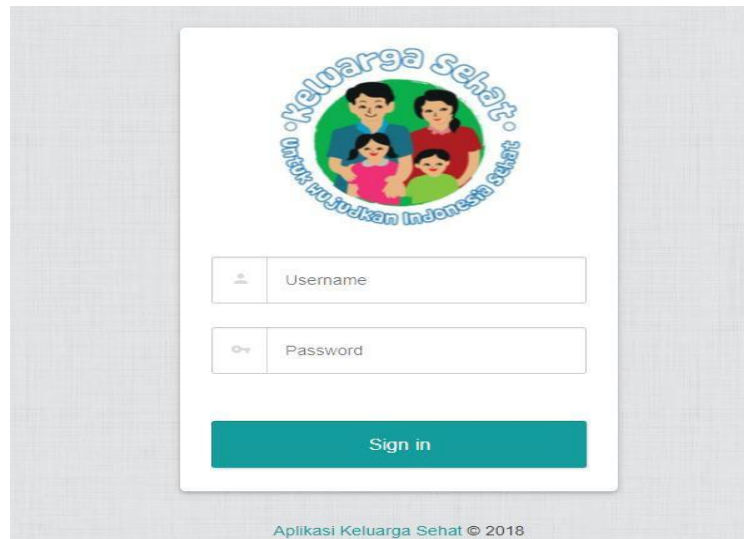 • Keluarga Sehat •
Untuk Wujudkan Indonesia Sehat
Username
Password
Sign in
Aplikasi Keluarga Sehat © 2018